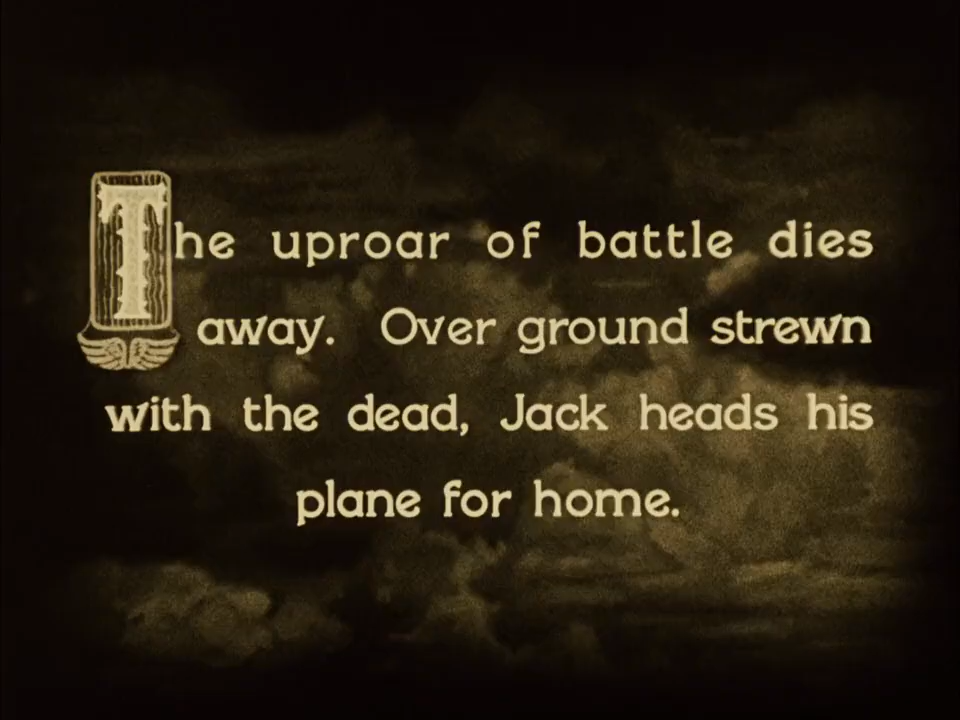 The uproar of battle dies
away. Over ground strewn
with the dead, Jack heads his
plane for home.